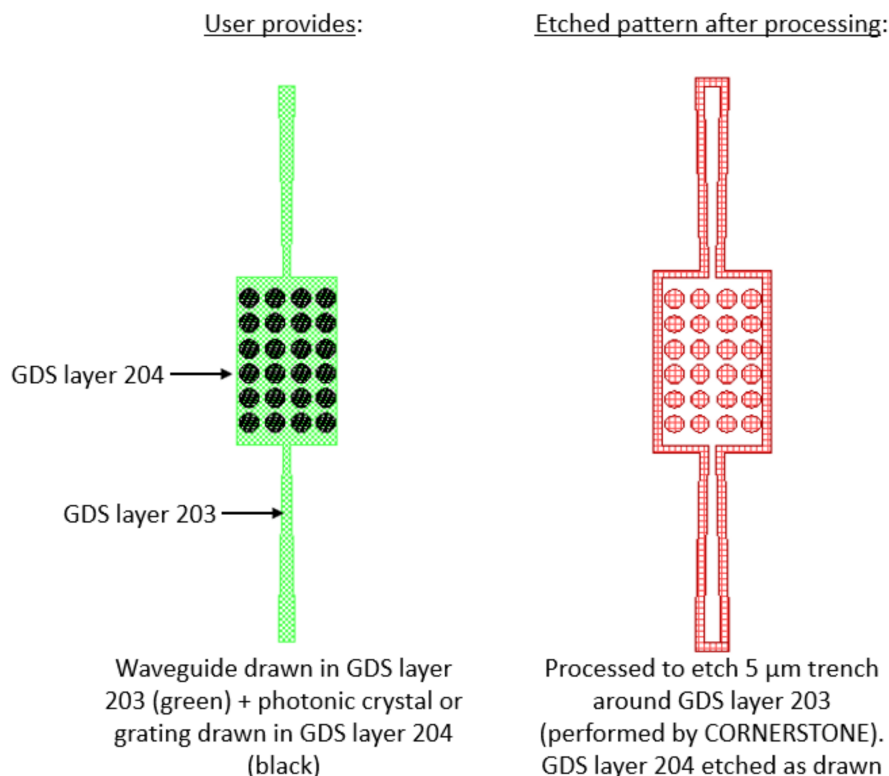 User provides:
Etched pattern after processing:
GDS layer 204
GDS layer 203
Waveguide drawn in GDS layer
203 (green) + photonic crystal or
grating drawn in GDS layer 204
(black)
Processed to etch 5 µm trench
around GDS layer 203
(performed by CORNERSTONE).
GDS layer 204 etched as drawn